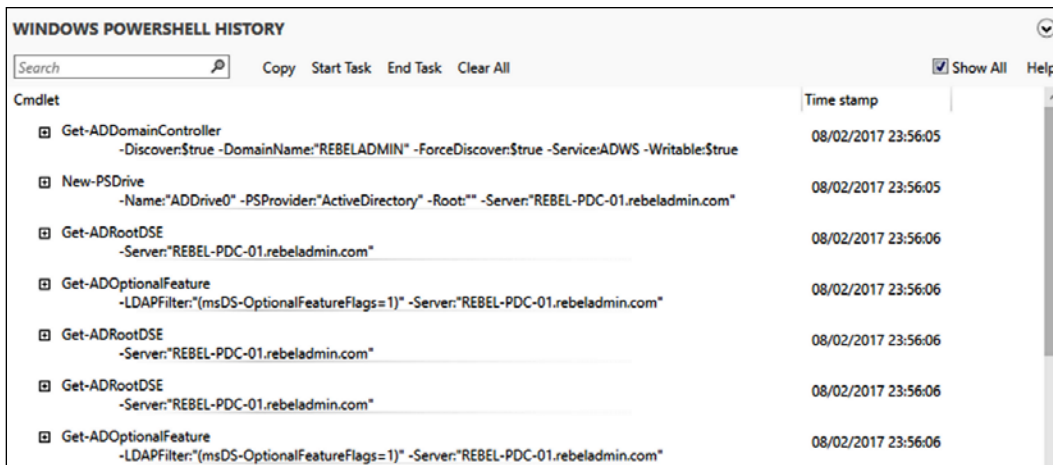 WINDOWS POWERSHELL HISTORY
Search Copy Start Task End Task Clear All Show All Help
Cmdlet Time stamp
Get-ADDomainController 08/02/2017 23:56:05
-Discover:$true -DomainName:"REBELADMIN" -ForceDiscover:$true -Service:ADWS -Writable:$true
New-PSDrive 08/02/2017 23:56:05
-Name:"ADDrive0" -PSProvider:"ActiveDirectory" -Root:"" -Server:"REBEL-PDC-01.rebeladmin.com"
Get-ADRootDSE 08/02/2017 23:56:06
-Server:"REBEL-PDC-01.rebeladmin.com"
Get-ADOptionalFeature 08/02/2017 23:56:06
-LDAPFilter:"(msDS-OptionalFeatureFlags=1)" -Server:"REBEL-PDC-01.rebeladmin.com"
Get-ADRootDSE 08/02/2017 23:56:06
-Server:"REBEL-PDC-01.rebeladmin.com"
Get-ADRootDSE 08/02/2017 23:56:06
-Server:"REBEL-PDC-01.rebeladmin.com"
Get-ADOptionalFeature 08/02/2017 23:56:06
-LDAPFilter:"(msDS-OptionalFeatureFlags=1)" -Server:"REBEL-PDC-01.rebeladmin.com"